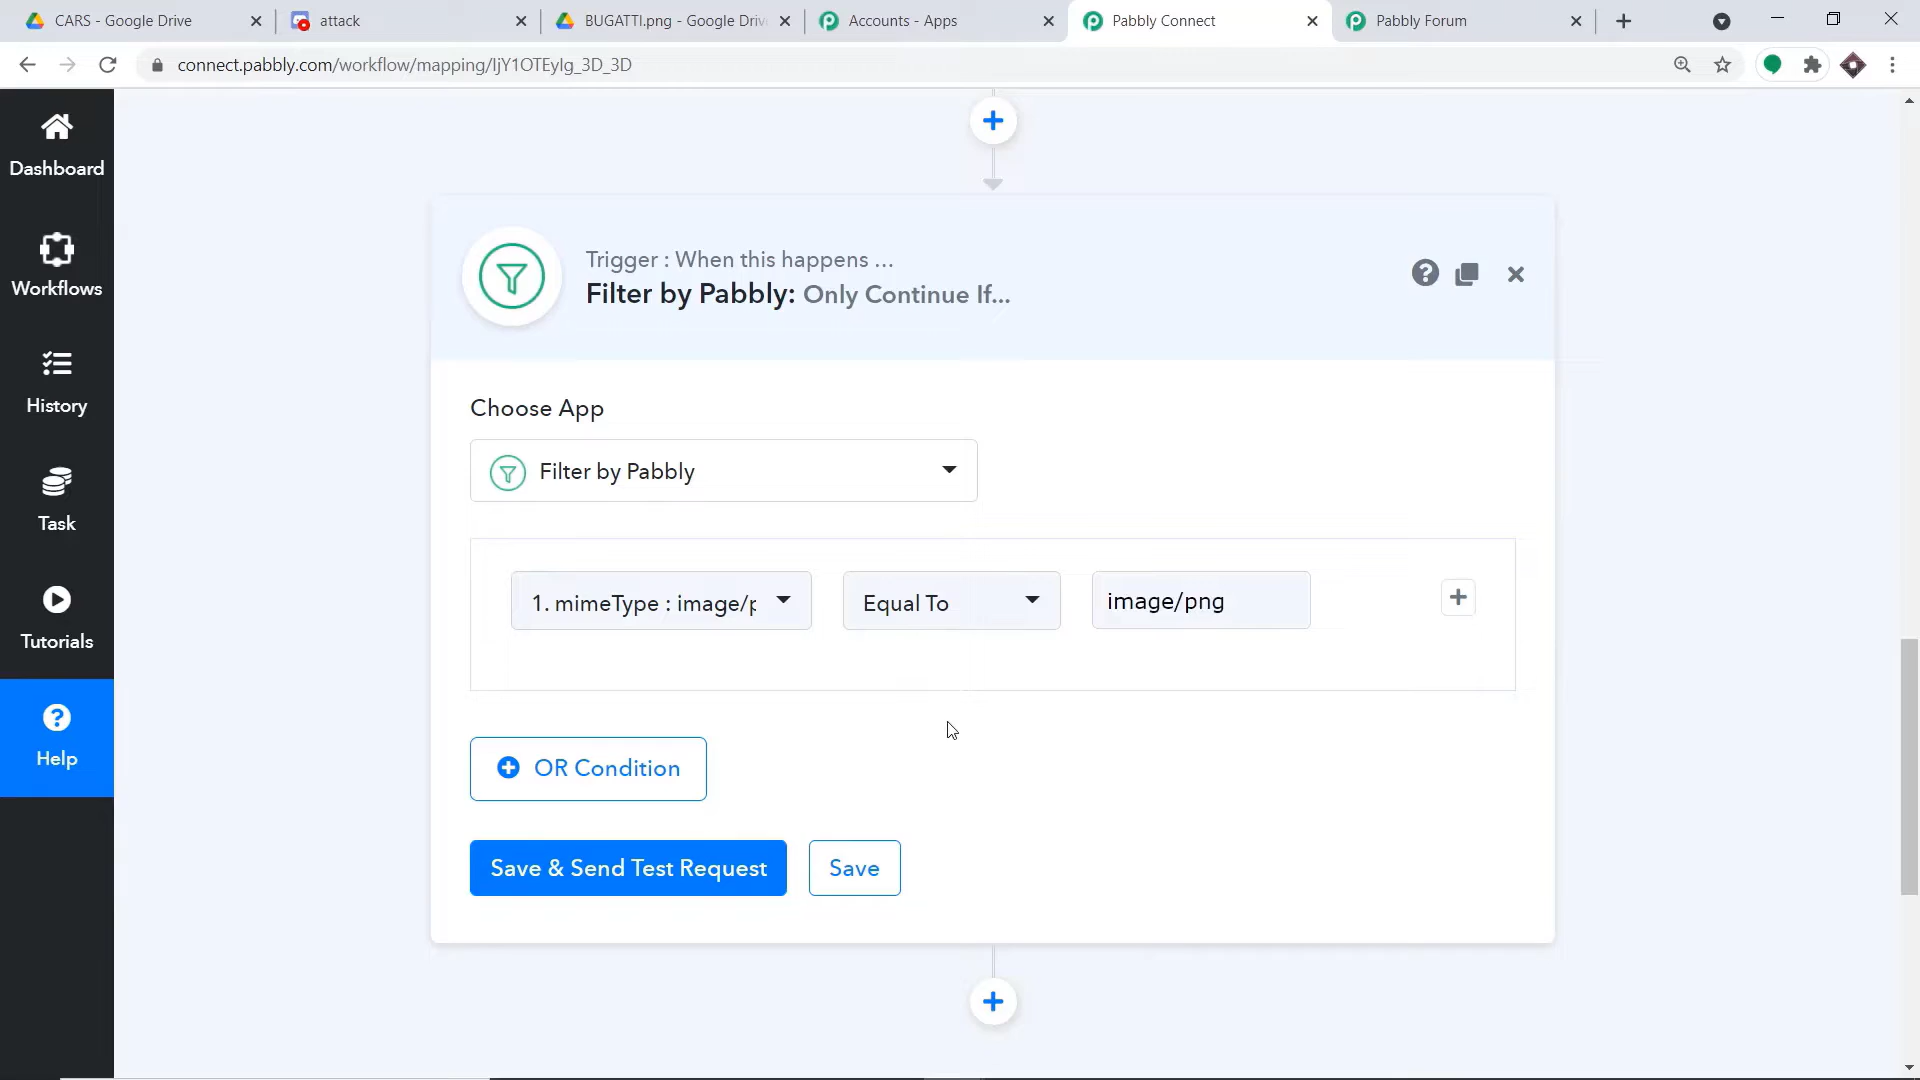 CARS - Google Drive
attack
BUGATTI.png - Google Driv
Accounts - Apps
Pabbly Connect
Pabbly Forum
connect.pabbly.com/workflow/mapping/IjY1OTEyIg_3D_3D
Dashboard
Workflows
History
Task
Tutorials
Help
Trigger : When this happens ...
Filter by Pabbly: Only Continue If...
Choose App
Filter by Pabbly
1. mimeType : image/p
Equal To
image/png
OR Condition
Save & Send Test Request
Save